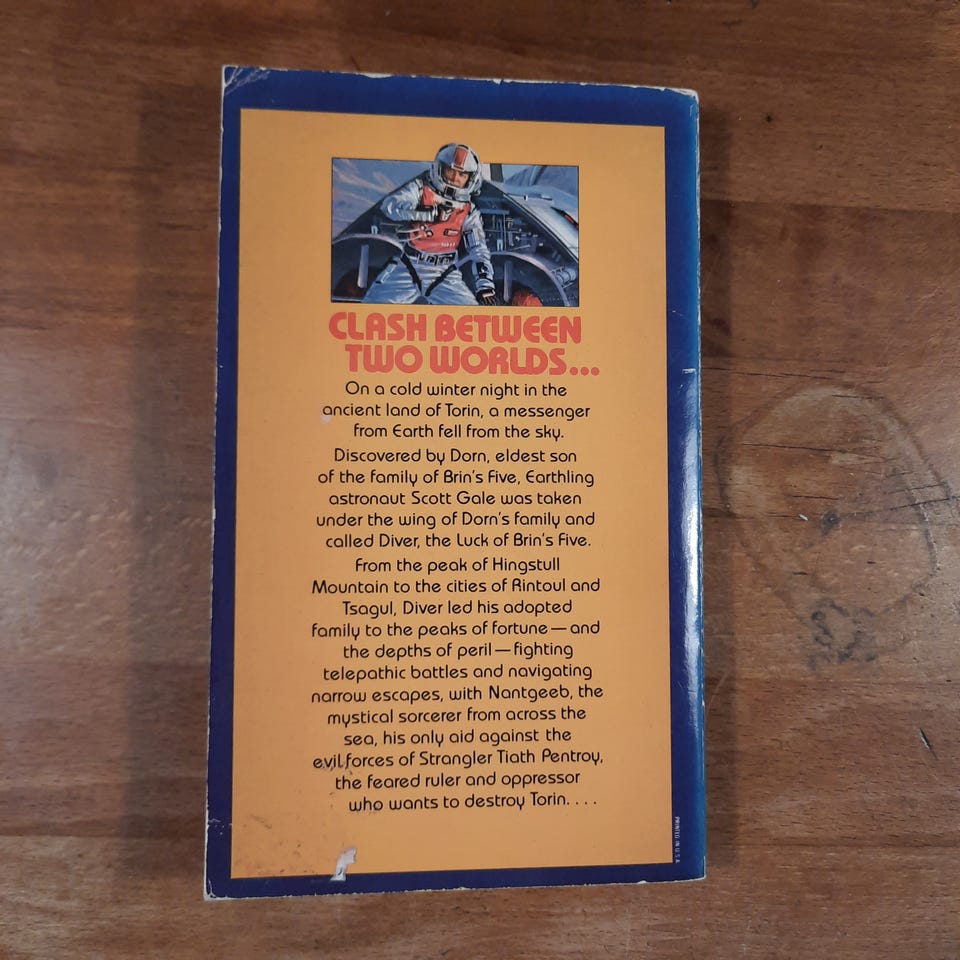 CLASH BETWEEN
TWO WORLDS...
On a cold winter night in the
ancient land of Torin, a messenger
from Earth fell from the sky.
Discovered by Dorn, eldest son
of the family of Brin's Five, Earthling
astronaut Scott Gale was taken
under the wing of Dorn's family and
called Diver, the Luck of Brin's Five.
From the peak of Hingstull
Mountain to the cities of Rintoul and
Tsagul, Diver led his adopted
family to the peaks of fortune—and
the depths of peril—fighting
telepathic battles and navigating
narrow escapes, with Nantgeeb, the
mystical sorcerer from across the
sea, his only aid against the
evil forces of Strangler Tiath Pentroy,
the feared ruler and oppressor
who wants to destroy Torin. . . .
PRINTED IN U.S.A.